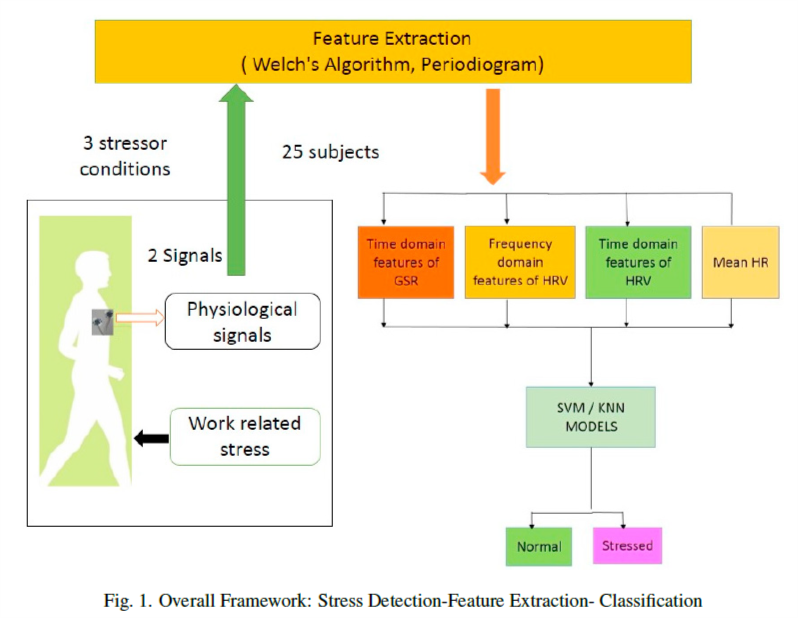 Feature Extraction
( Welch's Algorithm, Periodiogram)
3 stressor
conditions
25 subjects
2 Signals
Physiological
signals
Work related
stress
Time domain
features of
GSR
Frequency
domain
features of HRV
Time domain
features of
HRV
Mean HR
SVM / KNN
MODELS
Normal
Stressed
Fig. 1. Overall Framework: Stress Detection-Feature Extraction- Classification